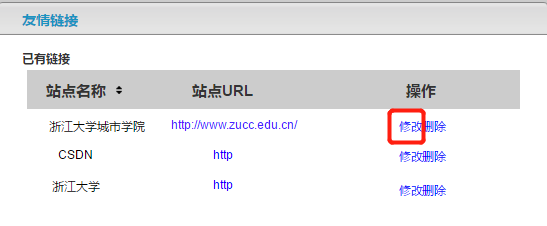 友情链接
已有链接
站点名称 站点URL 操作
浙江大学城市学院 http://www.zucc.edu.cn/ 修改删除
CSDN http 修改删除
浙江大学 http 修改删除